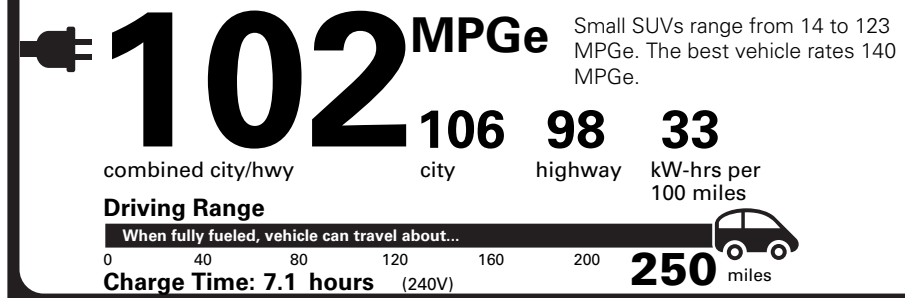 102 MPGe
Small SUVs range from 14 to 123
MPGe. The best vehicle rates 140
MPGe.
106 98 33
combined city/hwy city highway kW-hrs per
100 miles
Driving Range
When fully fueled, vehicle can travel about...
0 40 80 120 160 200 250 miles
Charge Time: 7.1 hours (240V)